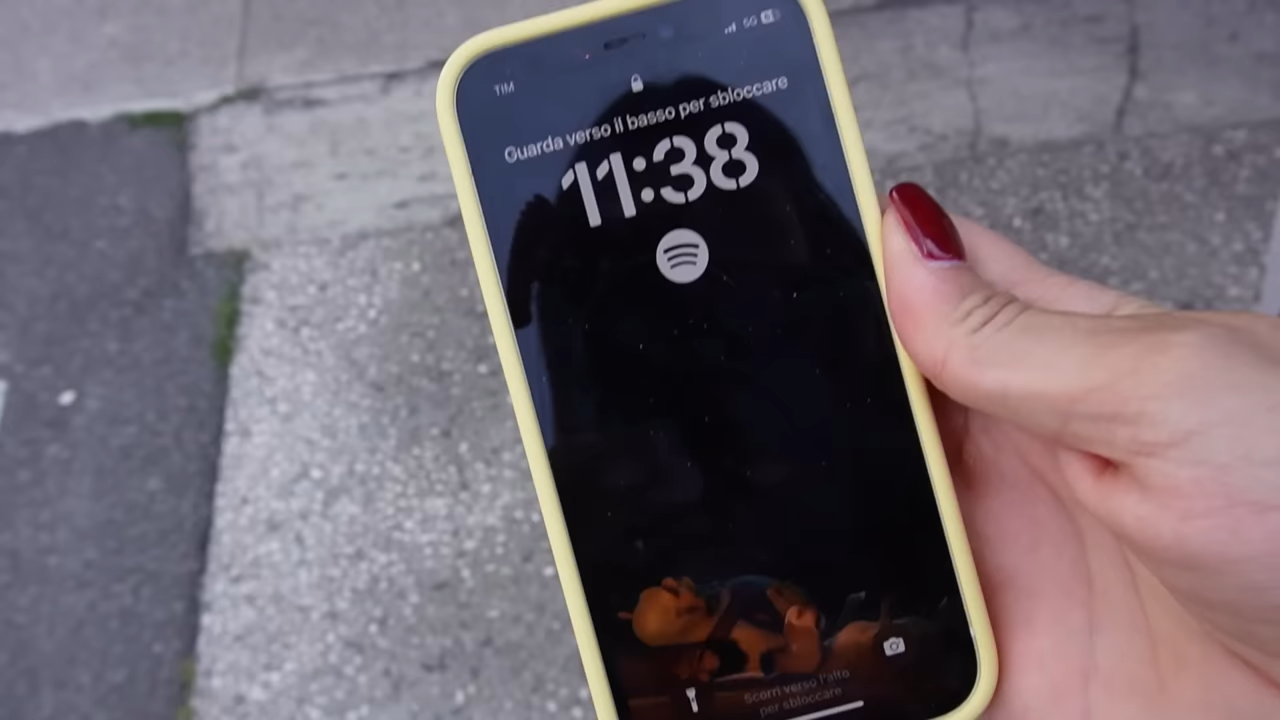 TIM
5G
Guarda verso il basso per sbloccare
11:38
Scorri verso l'alto
per sbloccare